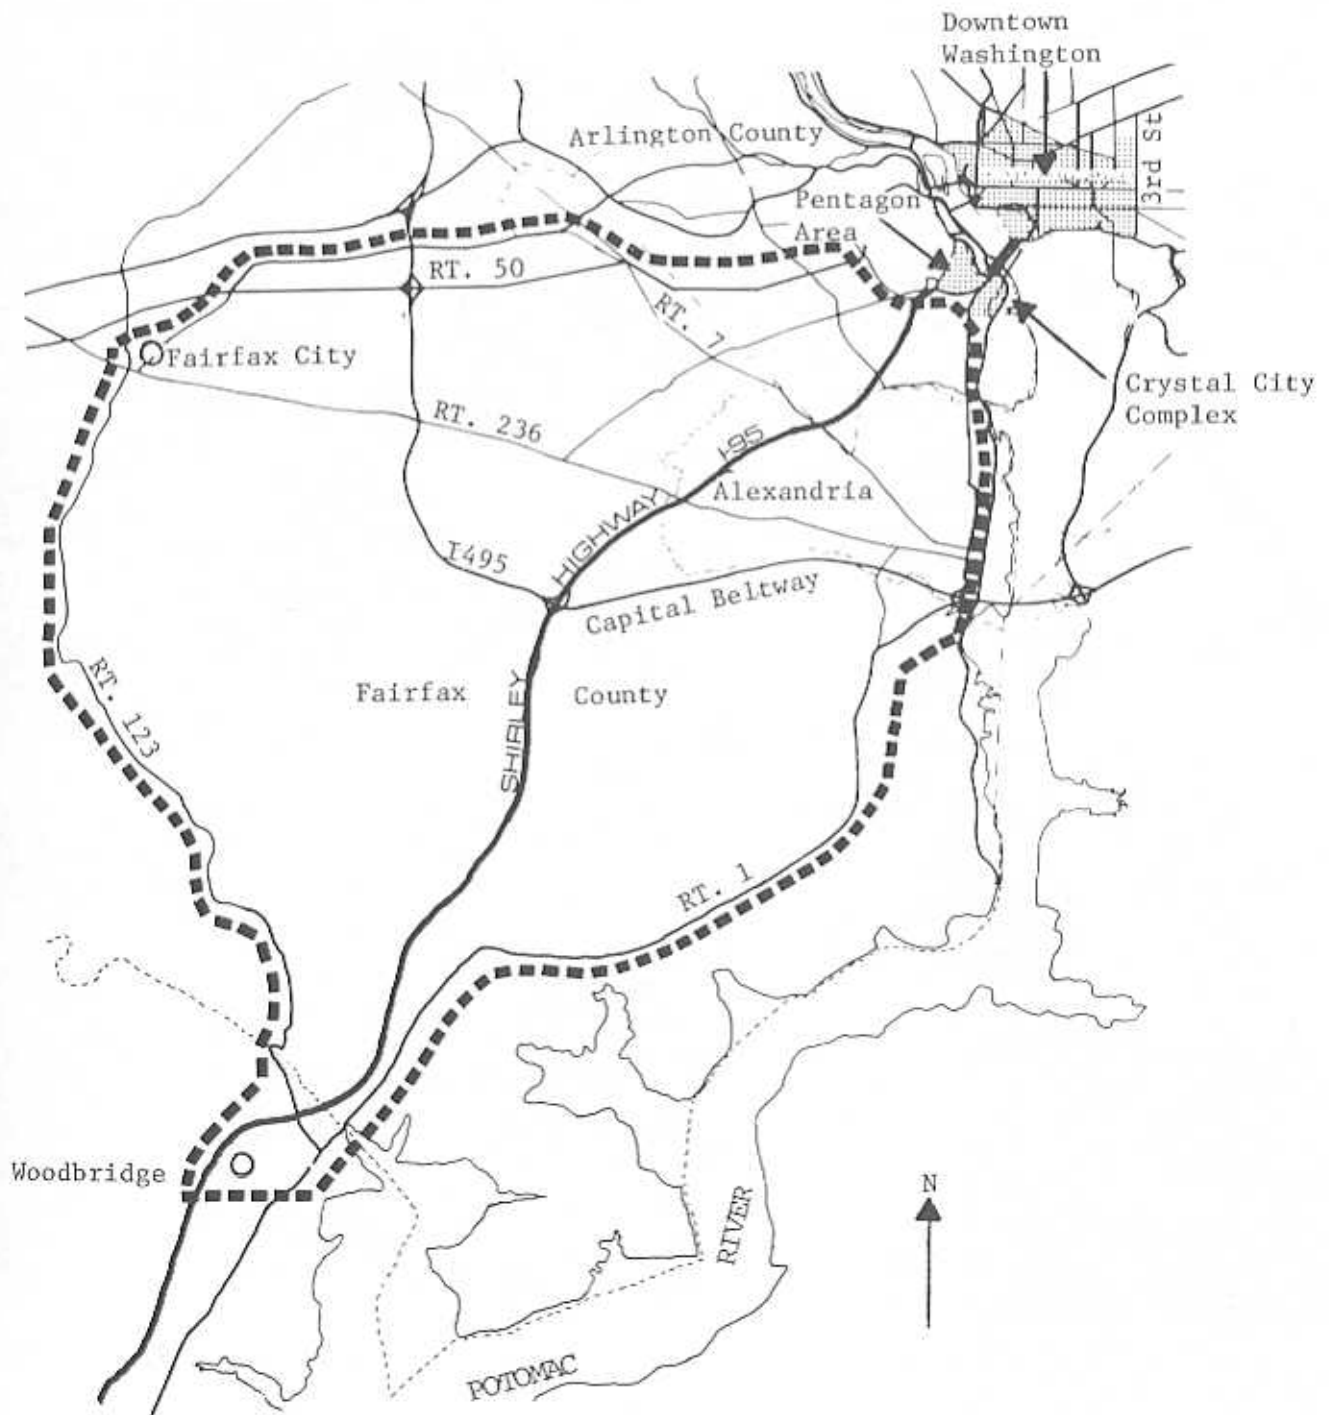 Downtown
Washington
Arlington County
3rd St
Pentagon
Area
RT. 50
RT. 7
Fairfax City
Crystal City
Complex
RT. 236
I-95
Alexandria
HIGHWAY
I495
Capital Beltway
RT. 123
Fairfax
County
SHIRLEY
RT. 1
Woodbridge
N
RIVER
POTOMAC